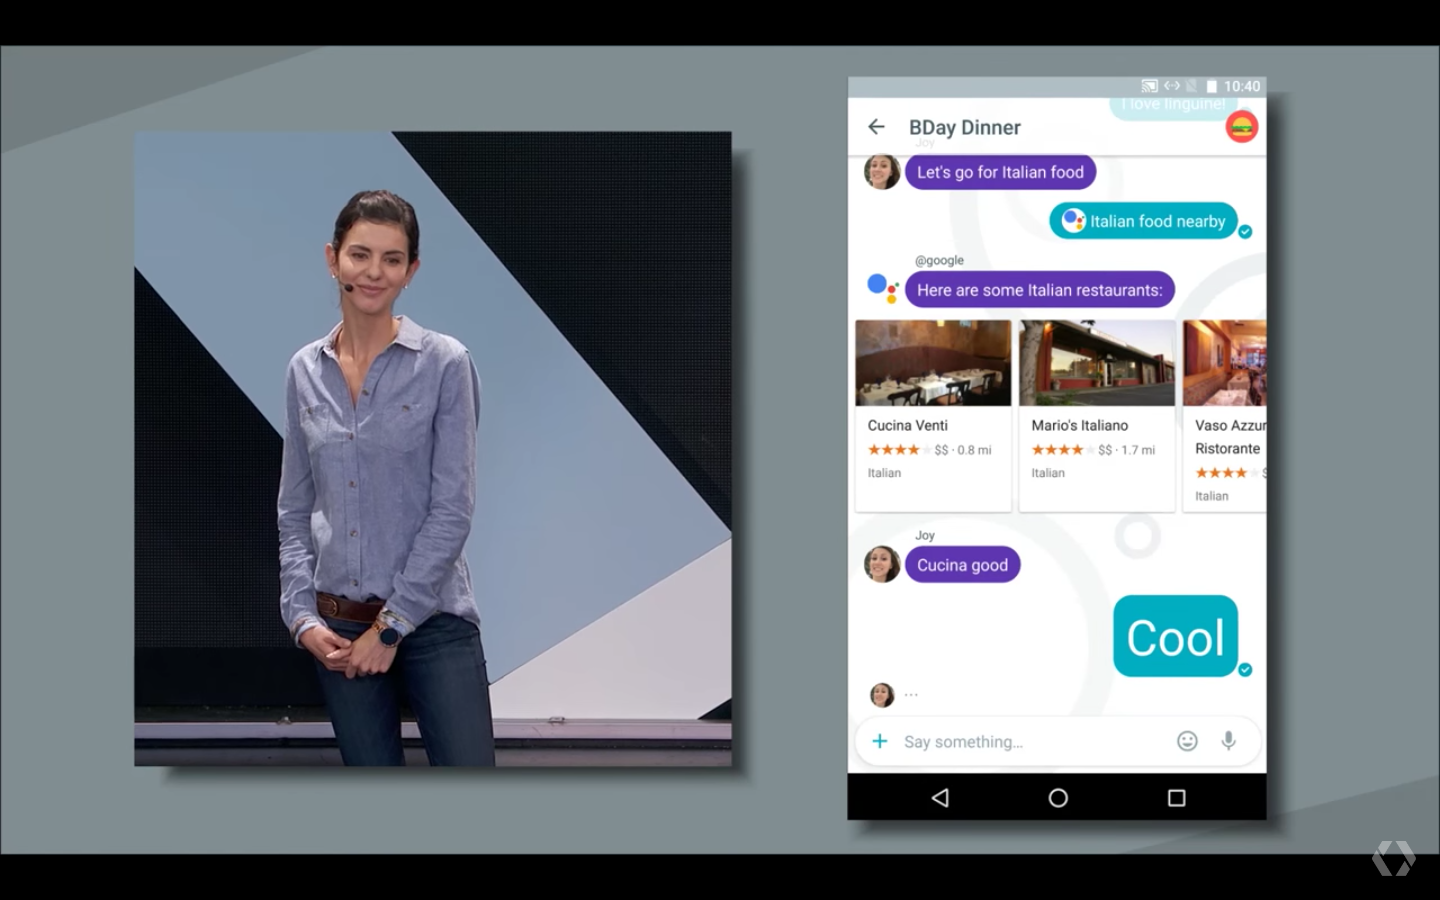 10:40
I love linguine!
BDay Dinner
Joy
Let's go for Italian food
Italian food nearby
@google
Here are some Italian restaurants:
Cucina Venti
$$ · 0.8 mi
Italian
Mario's Italiano
$$ · 1.7 mi
Italian
Vaso Azzur
Ristorante
$
Italian
Joy
Cucina good
Cool
...
Say something...